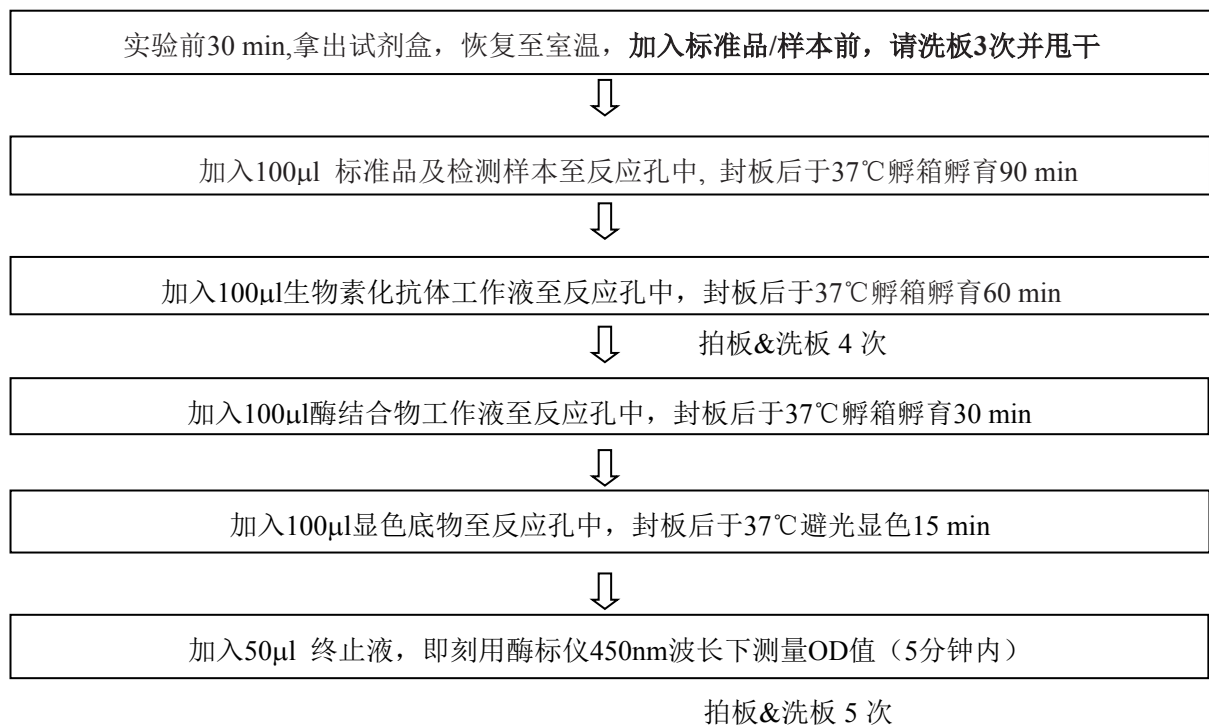 实验前30 min,拿出试剂盒，恢复至室温，加入标准品/样本前，请洗板3次并甩干
加入100μl 标准品及检测样本至反应孔中, 封板后于37℃孵箱孵育90 min
加入100μl生物素化抗体工作液至反应孔中，封板后于37℃孵箱孵育60 min
拍板&洗板 4 次
加入100μl酶结合物工作液至反应孔中，封板后于37℃孵箱孵育30 min
加入100μl显色底物至反应孔中，封板后于37℃避光显色15 min
加入50μl 终止液，即刻用酶标仪450nm波长下测量OD值（5分钟内）
拍板&洗板 5 次